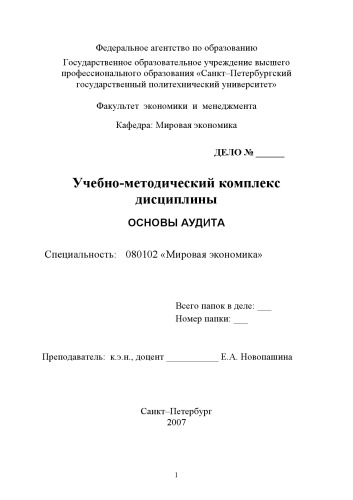 Федеральное агентство по образованию
Государственное образовательное учреждение высшего
профессионального образования «Санкт–Петербургский
государственный политехнический университет»
Факультет экономики и менеджмента
Кафедра: Мировая экономика
ДЕЛО № ______
Учебно-методический комплекс
дисциплины
ОСНОВЫ АУДИТА
Специальность: 080102 «Мировая экономика»
Всего папок в деле: ___
Номер папки: ___
Преподаватель: к.э.н., доцент ___________ Е.А. Новопашина
Санкт–Петербург
2007
1